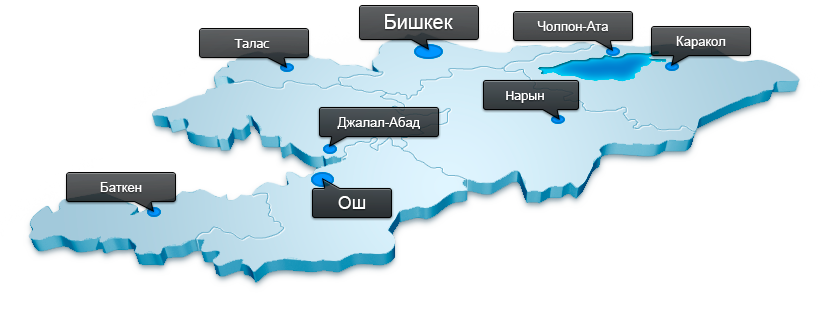 Бишкек
Чолпон-Ата
Талас
Каракол
Нарын
Джалал-Абад
Баткен
Ош